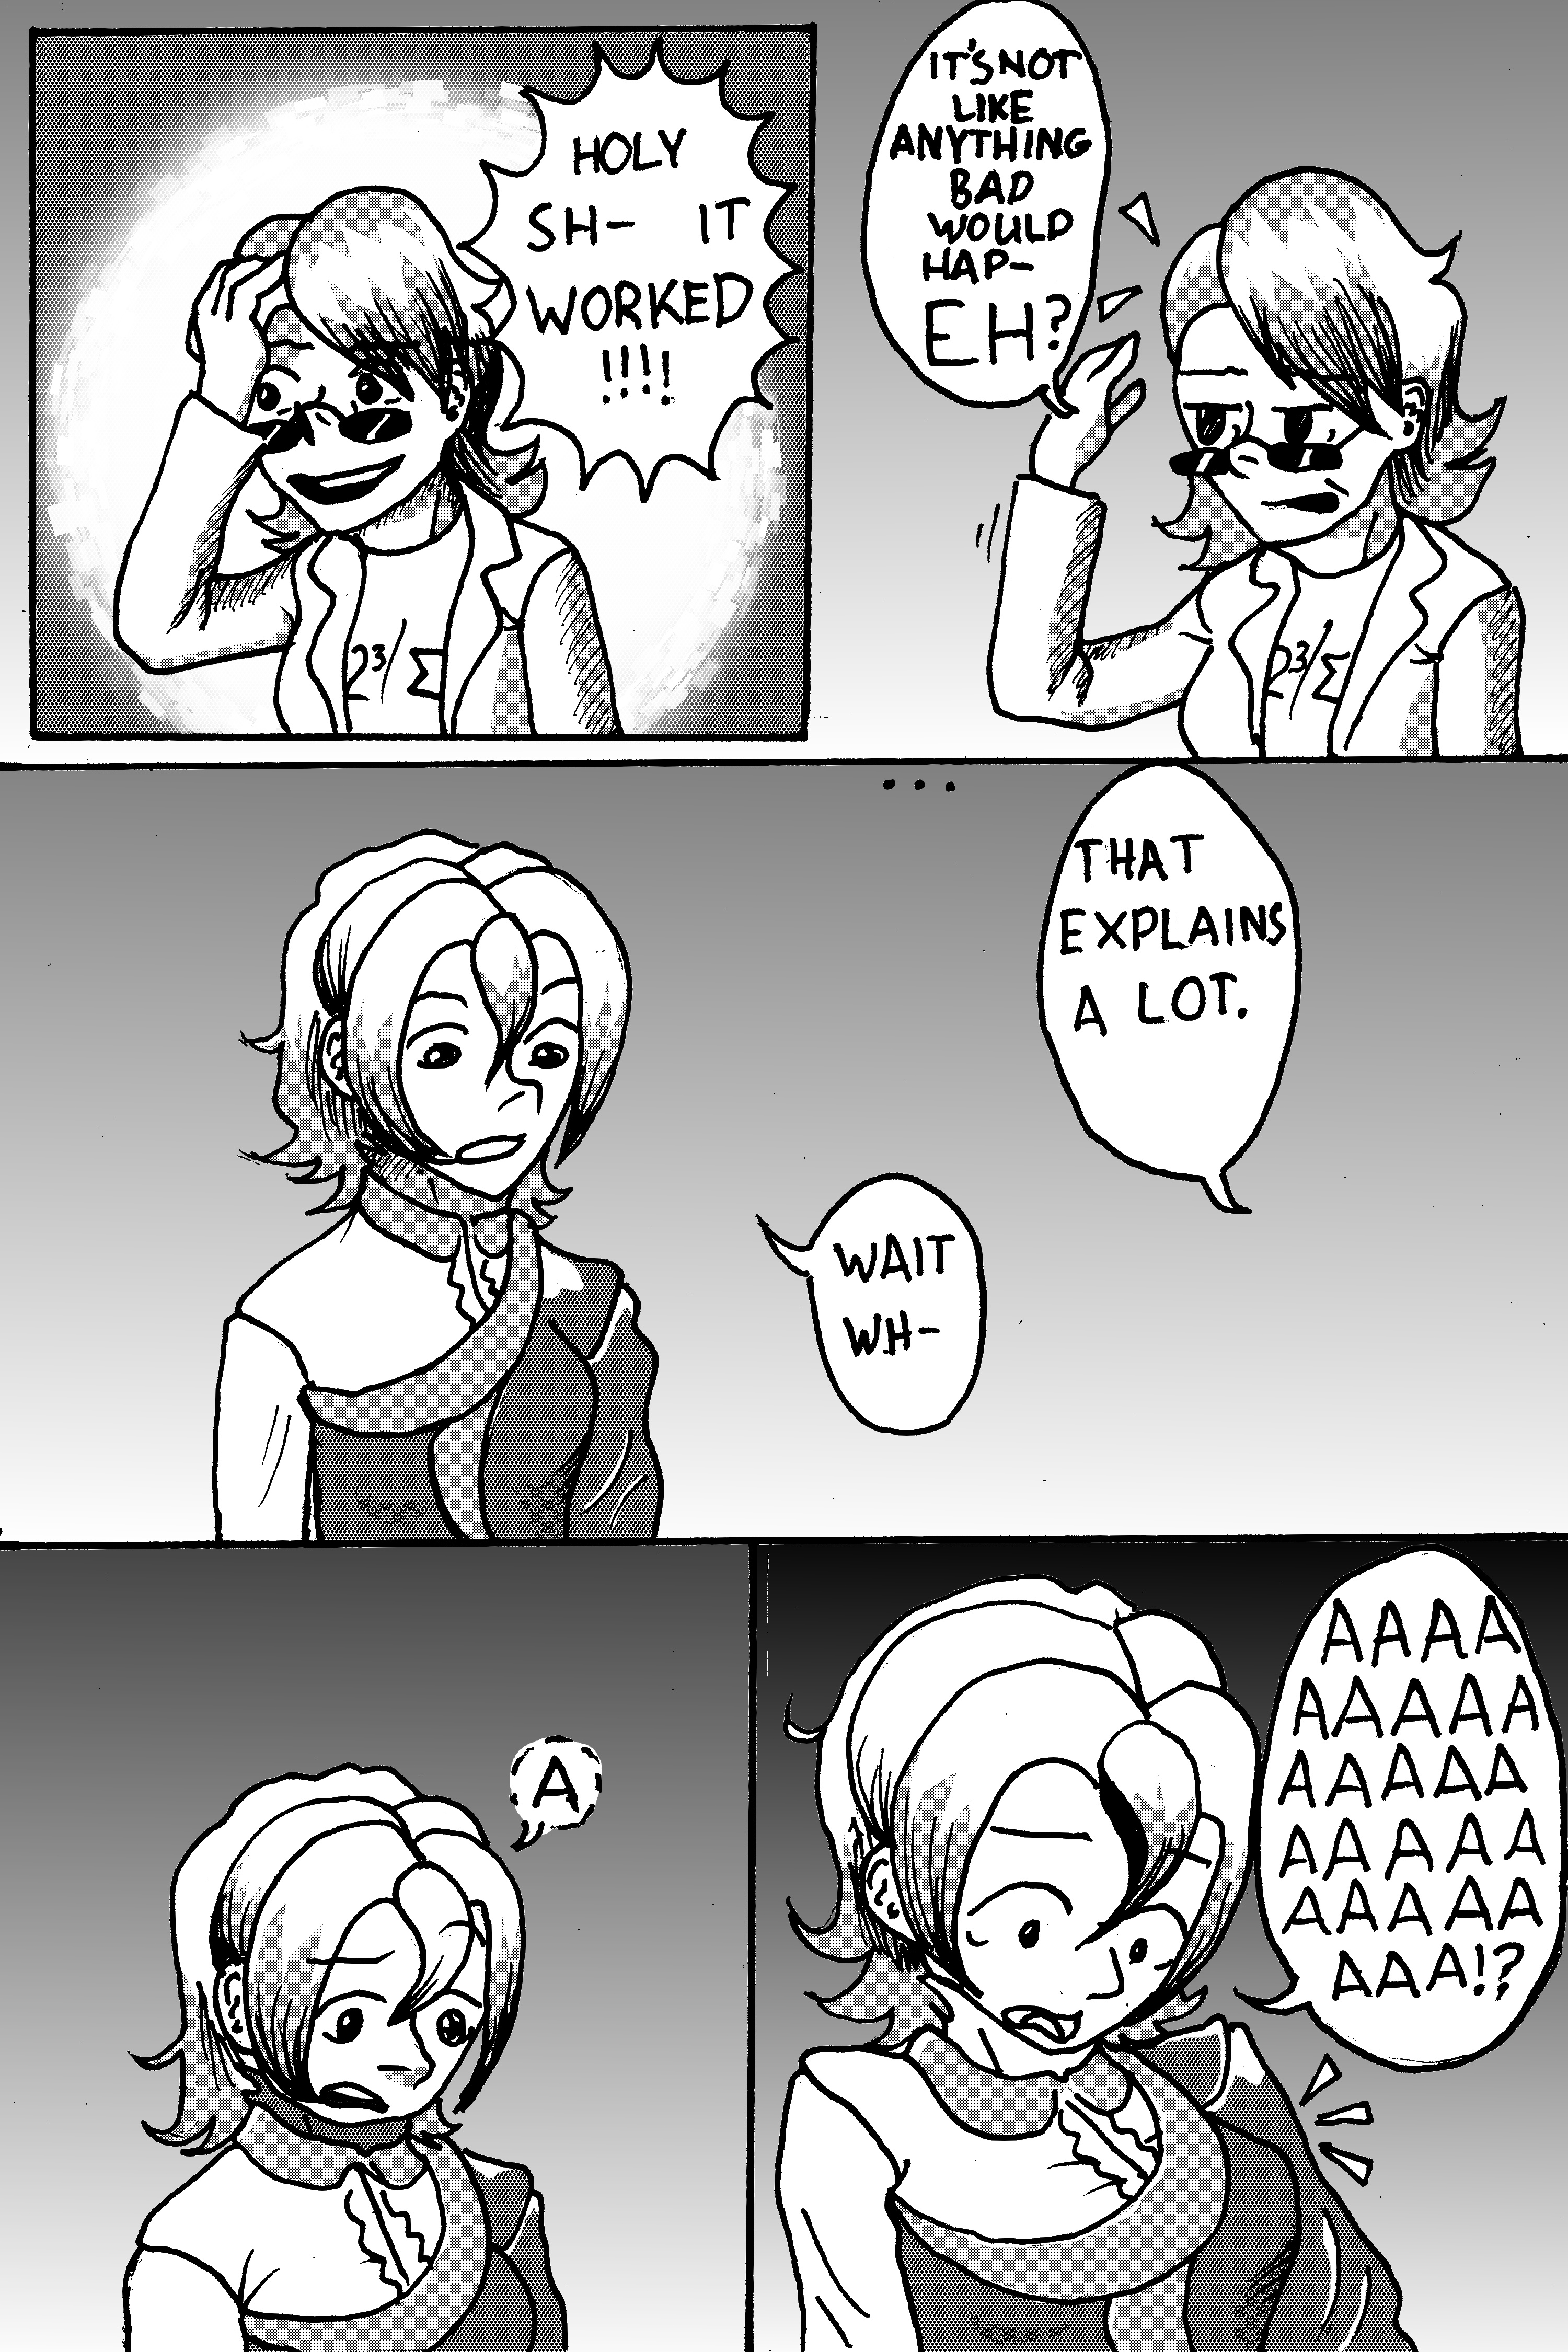 HOLY
SH- IT
WORKED
!!!!
23/Σ
IT'S NOT
LIKE
ANYTHING
BAD
WOULD
HAP-
EH?
23/Σ
...
THAT
EXPLAINS
A LOT.
WAIT
WH-
A
AAAA
AAAAA
AAAAA
AAAAA
AAAAA
AAA!?